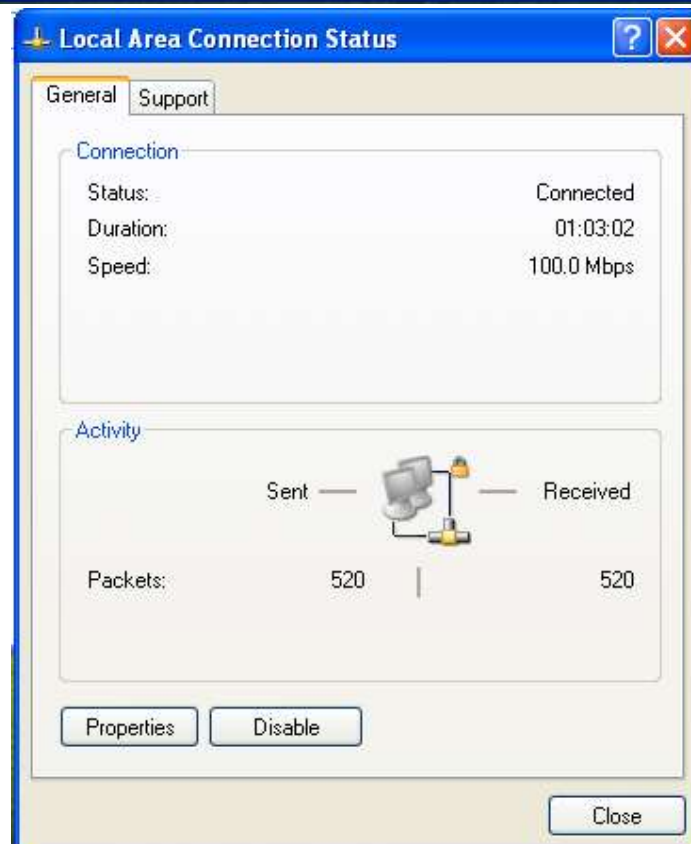 Local Area Connection Status
General Support
Connection
Status: Connected
Duration: 01:03:02
Speed: 100.0 Mbps
Activity
Sent Received
Packets: 520 520
Properties Disable
Close